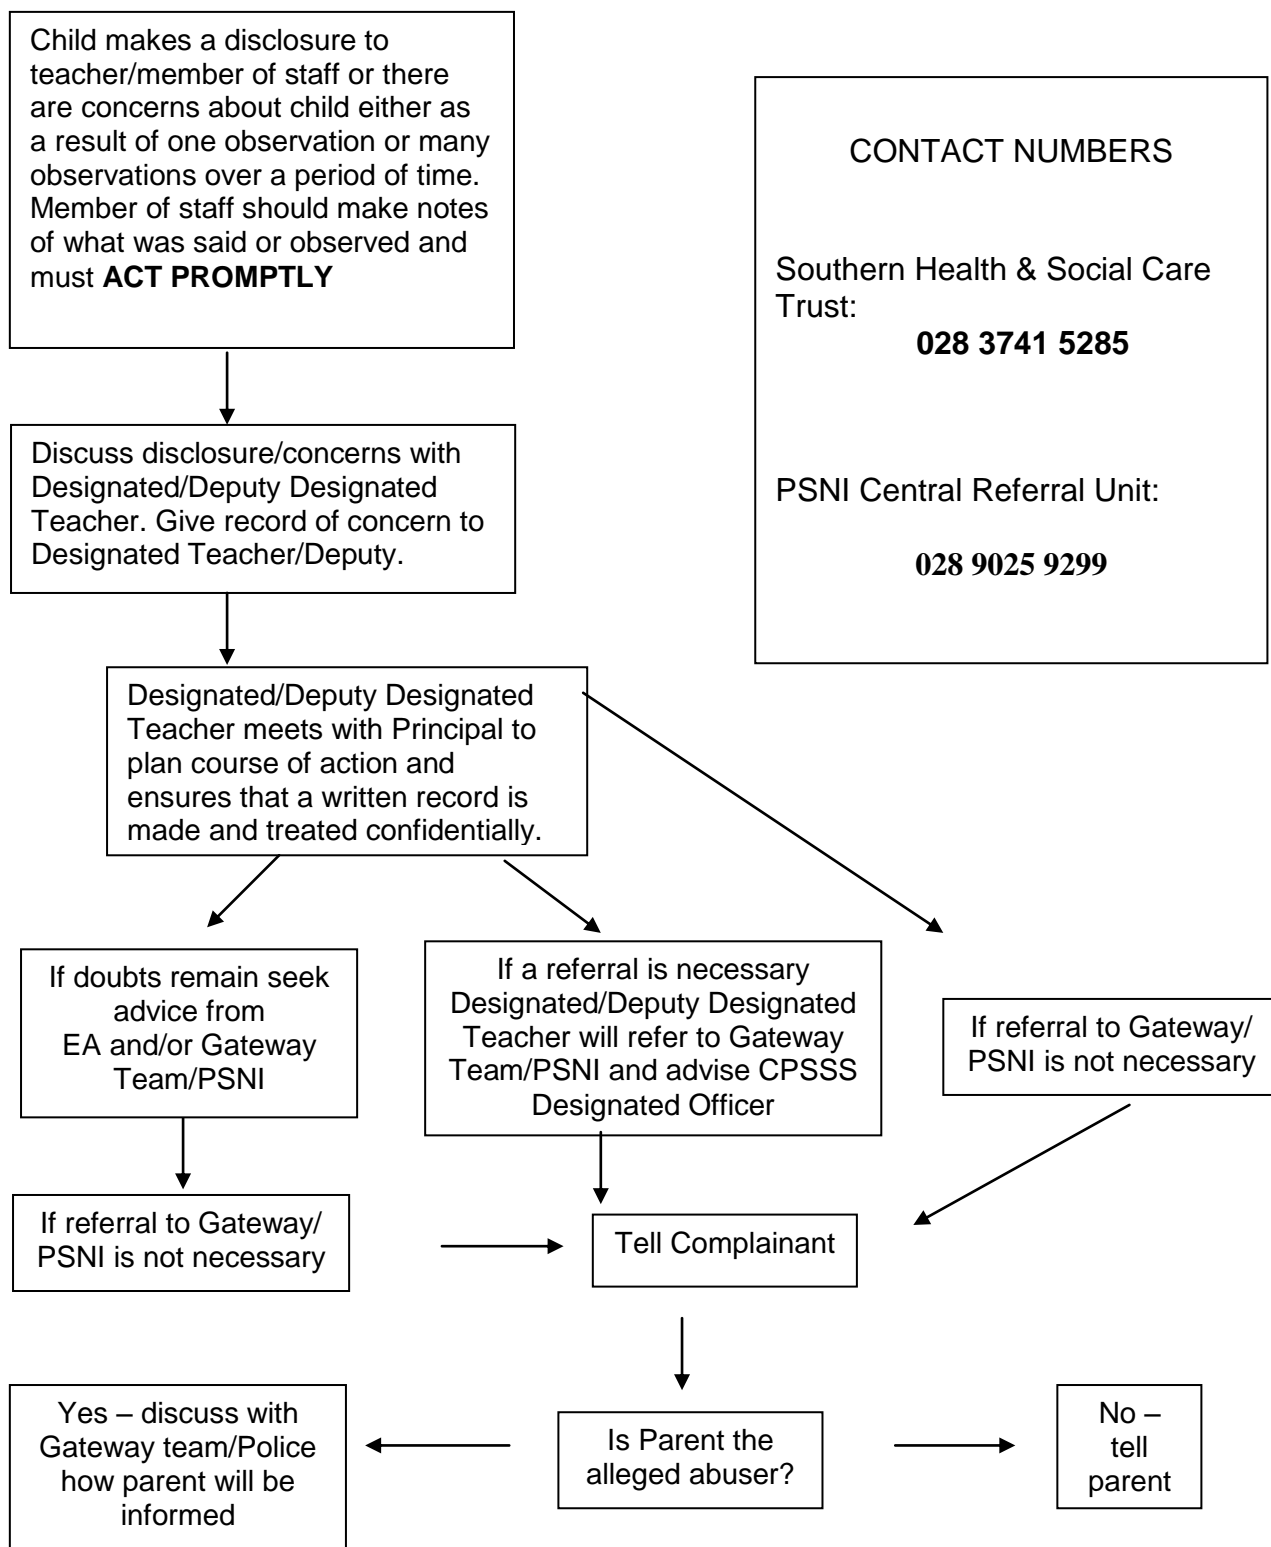 Child makes a disclosure to
teacher/member of staff or there
are concerns about child either as
a result of one observation or many
observations over a period of time.
Member of staff should make notes
of what was said or observed and
must ACT PROMPTLY
CONTACT NUMBERS
Southern Health & Social Care
Trust:
028 3741 5285
PSNI Central Referral Unit:
028 9025 9299
Discuss disclosure/concerns with
Designated/Deputy Designated
Teacher. Give record of concern to
Designated Teacher/Deputy.
Designated/Deputy Designated
Teacher meets with Principal to
plan course of action and
ensures that a written record is
made and treated confidentially.
If doubts remain seek
advice from
EA and/or Gateway
Team/PSNI
If a referral is necessary
Designated/Deputy Designated
Teacher will refer to Gateway
Team/PSNI and advise CPSSS
Designated Officer
If referral to Gateway/
PSNI is not necessary
If referral to Gateway/
PSNI is not necessary
Tell Complainant
Yes – discuss with
Gateway team/Police
how parent will be
informed
Is Parent the
alleged abuser?
No –
tell
parent